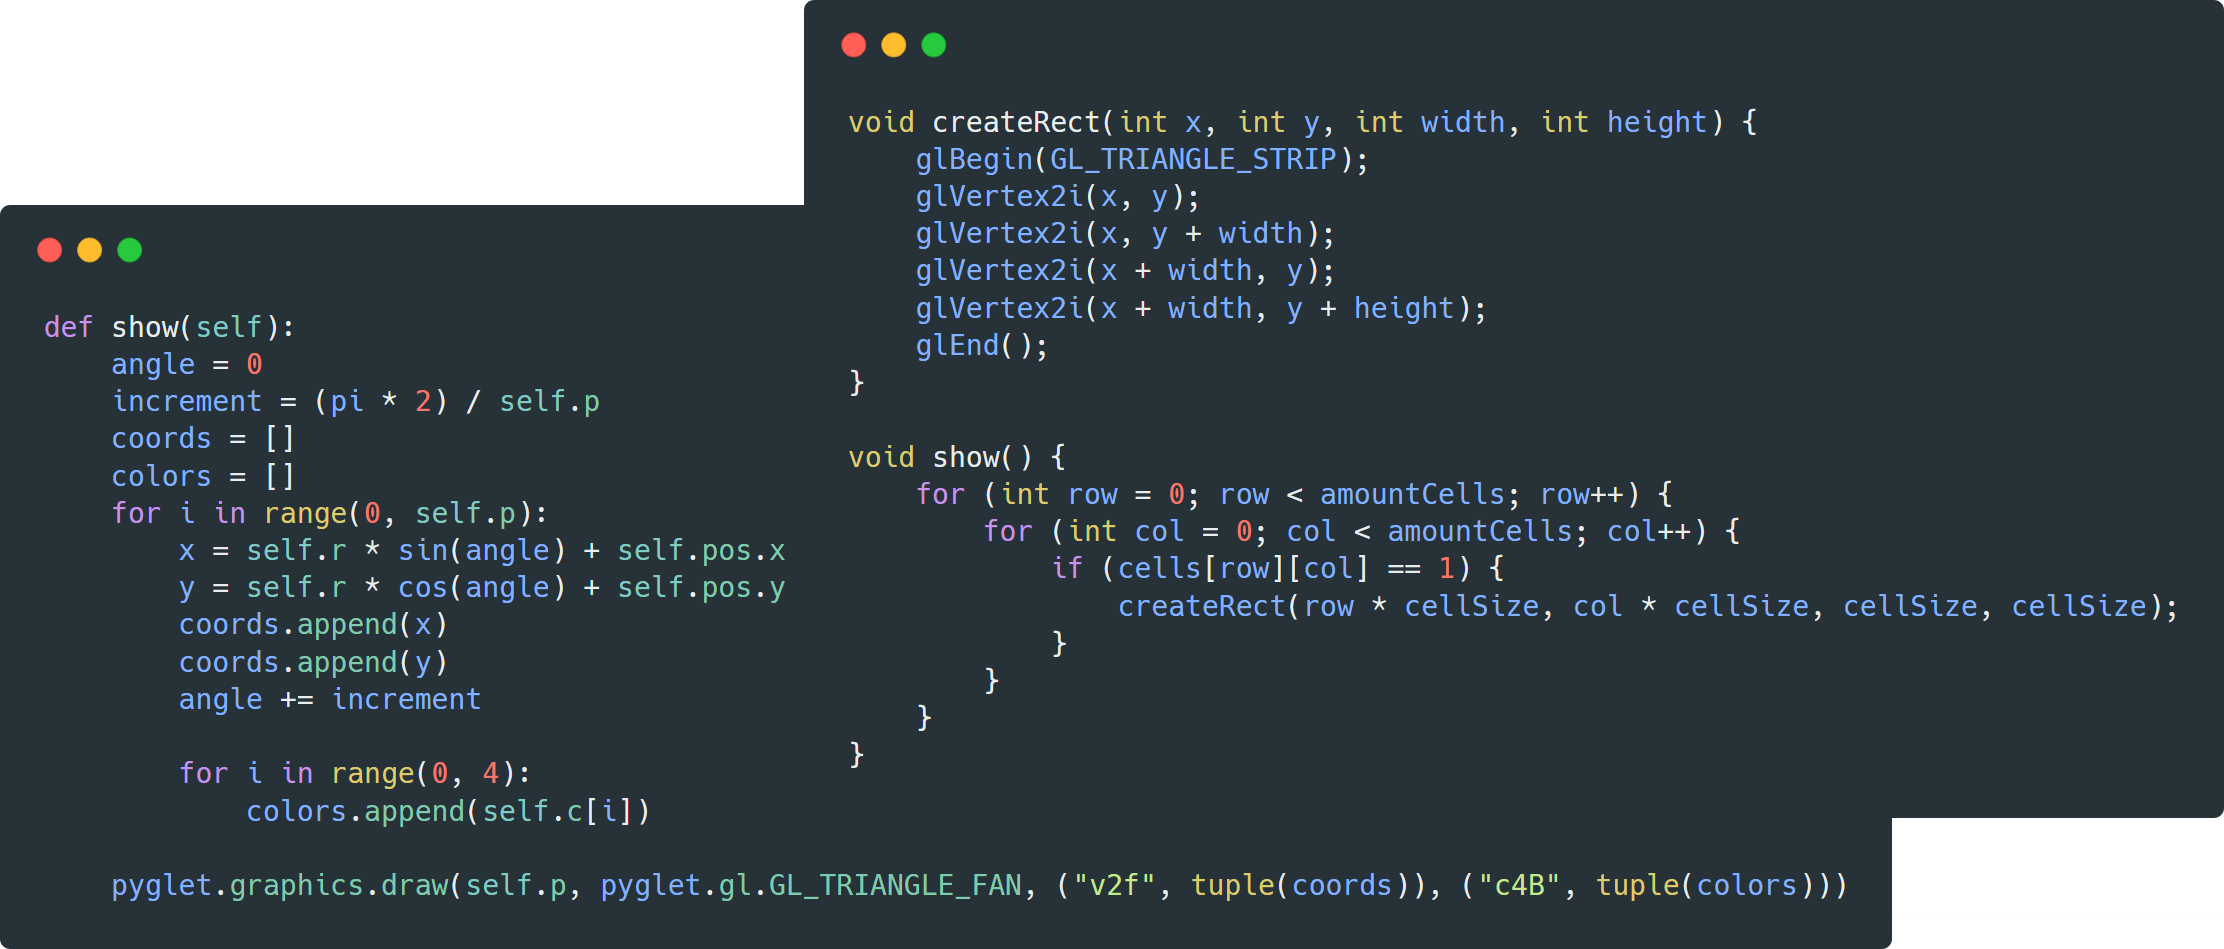 def show(self):
    angle = 0
    increment = (pi * 2) / self.p
    coords = []
    colors = []
    for i in range(0, self.p):
        x = self.r * sin(angle) + self.pos.x
        y = self.r * cos(angle) + self.pos.y
        coords.append(x)
        coords.append(y)
        angle += increment

        for i in range(0, 4):
            colors.append(self.c[i])

    pyglet.graphics.draw(self.p, pyglet.gl.GL_TRIANGLE_FAN, ("v2f", tuple(coords)), ("c4B", tuple(colors)))

void createRect(int x, int y, int width, int height) {
    glBegin(GL_TRIANGLE_STRIP);
    glVertex2i(x, y);
    glVertex2i(x, y + width);
    glVertex2i(x + width, y);
    glVertex2i(x + width, y + height);
    glEnd();
}

void show() {
    for (int row = 0; row < amountCells; row++) {
        for (int col = 0; col < amountCells; col++) {
            if (cells[row][col] == 1) {
                createRect(row * cellSize, col * cellSize, cellSize, cellSize);
            }
        }
    }
}